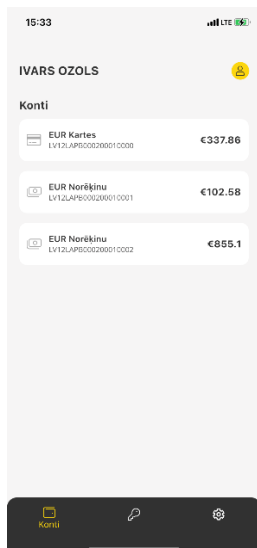 15:33
LTE
IVARS OZOLS
Konti
EUR Kartes
LV12LAPB000200010000
€337.86
EUR Norēķinu
LV12LAPB000200010001
€102.58
EUR Norēķinu
LV12LAPB000200010002
€855.1
Konti